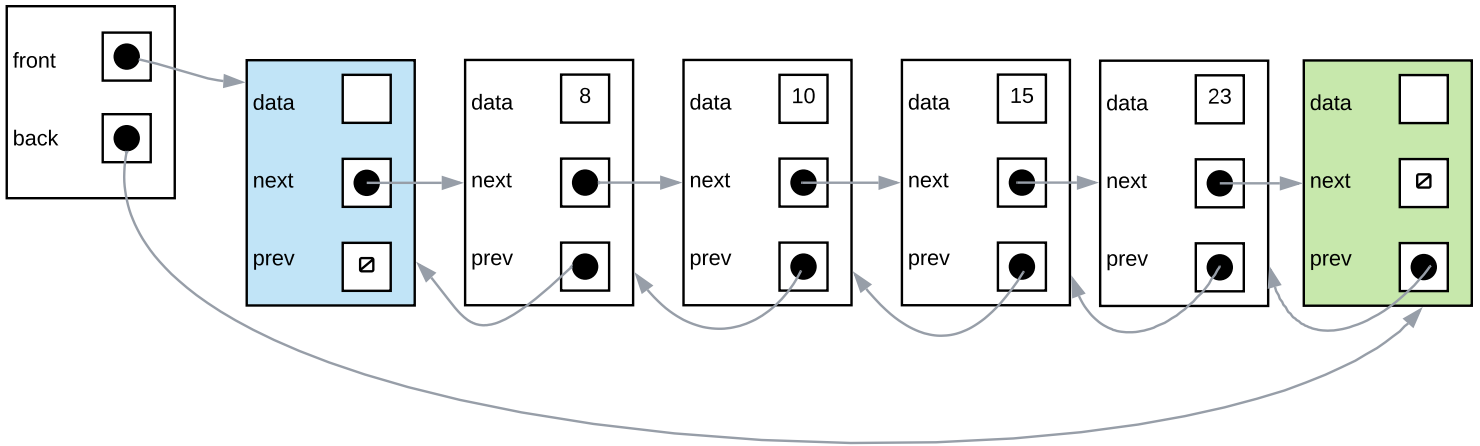 front
back
data
next
prev
data 8
next
prev
data 10
next
prev
data 15
next
prev
data 23
next
prev
data
next
prev